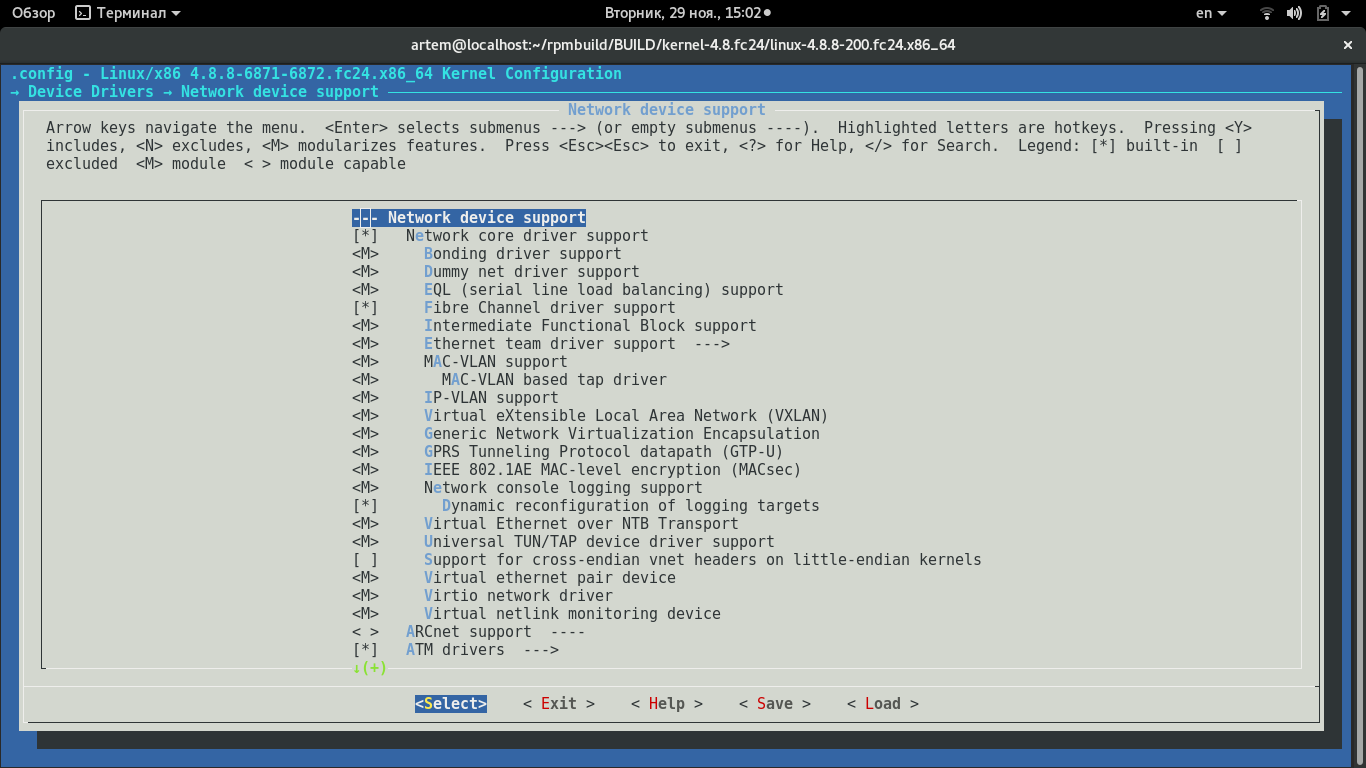 Обзор Терминал Вторник, 29 ноя., 15:02 en
artem@localhost:~/rpmbuild/BUILD/kernel-4.8.fc24/linux-4.8.8-200.fc24.x86_64 ×
.config - Linux/x86 4.8.8-6871-6872.fc24.x86_64 Kernel Configuration
→ Device Drivers → Network device support
Network device support
Arrow keys navigate the menu. <Enter> selects submenus ---> (or empty submenus ----). Highlighted letters are hotkeys. Pressing <Y>
includes, <N> excludes, <M> modularizes features. Press <Esc><Esc> to exit, <?> for Help, </> for Search. Legend: [*] built-in [ ]
excluded <M> module < > module capable
--- Network device support
[*] Network core driver support
<M> Bonding driver support
<M> Dummy net driver support
<M> EQL (serial line load balancing) support
[*] Fibre Channel driver support
<M> Intermediate Functional Block support
<M> Ethernet team driver support --->
<M> MAC-VLAN support
<M> MAC-VLAN based tap driver
<M> IP-VLAN support
<M> Virtual eXtensible Local Area Network (VXLAN)
<M> Generic Network Virtualization Encapsulation
<M> GPRS Tunneling Protocol datapath (GTP-U)
<M> IEEE 802.1AE MAC-level encryption (MACsec)
<M> Network console logging support
[*] Dynamic reconfiguration of logging targets
<M> Virtual Ethernet over NTB Transport
<M> Universal TUN/TAP device driver support
[ ] Support for cross-endian vnet headers on little-endian kernels
<M> Virtual ethernet pair device
<M> Virtio network driver
<M> Virtual netlink monitoring device
< > ARCnet support ----
[*] ATM drivers --->
↓(+)
<Select> < Exit > < Help > < Save > < Load >